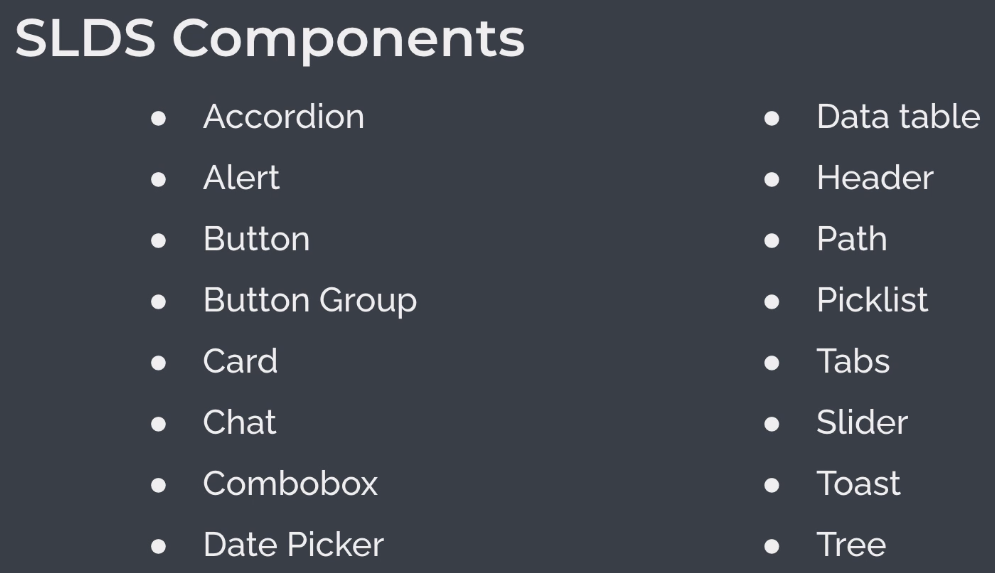 SLDS Components
● Accordion
● Alert
● Button
● Button Group
● Card
● Chat
● Combobox
● Date Picker
● Data table
● Header
● Path
● Picklist
● Tabs
● Slider
● Toast
● Tree